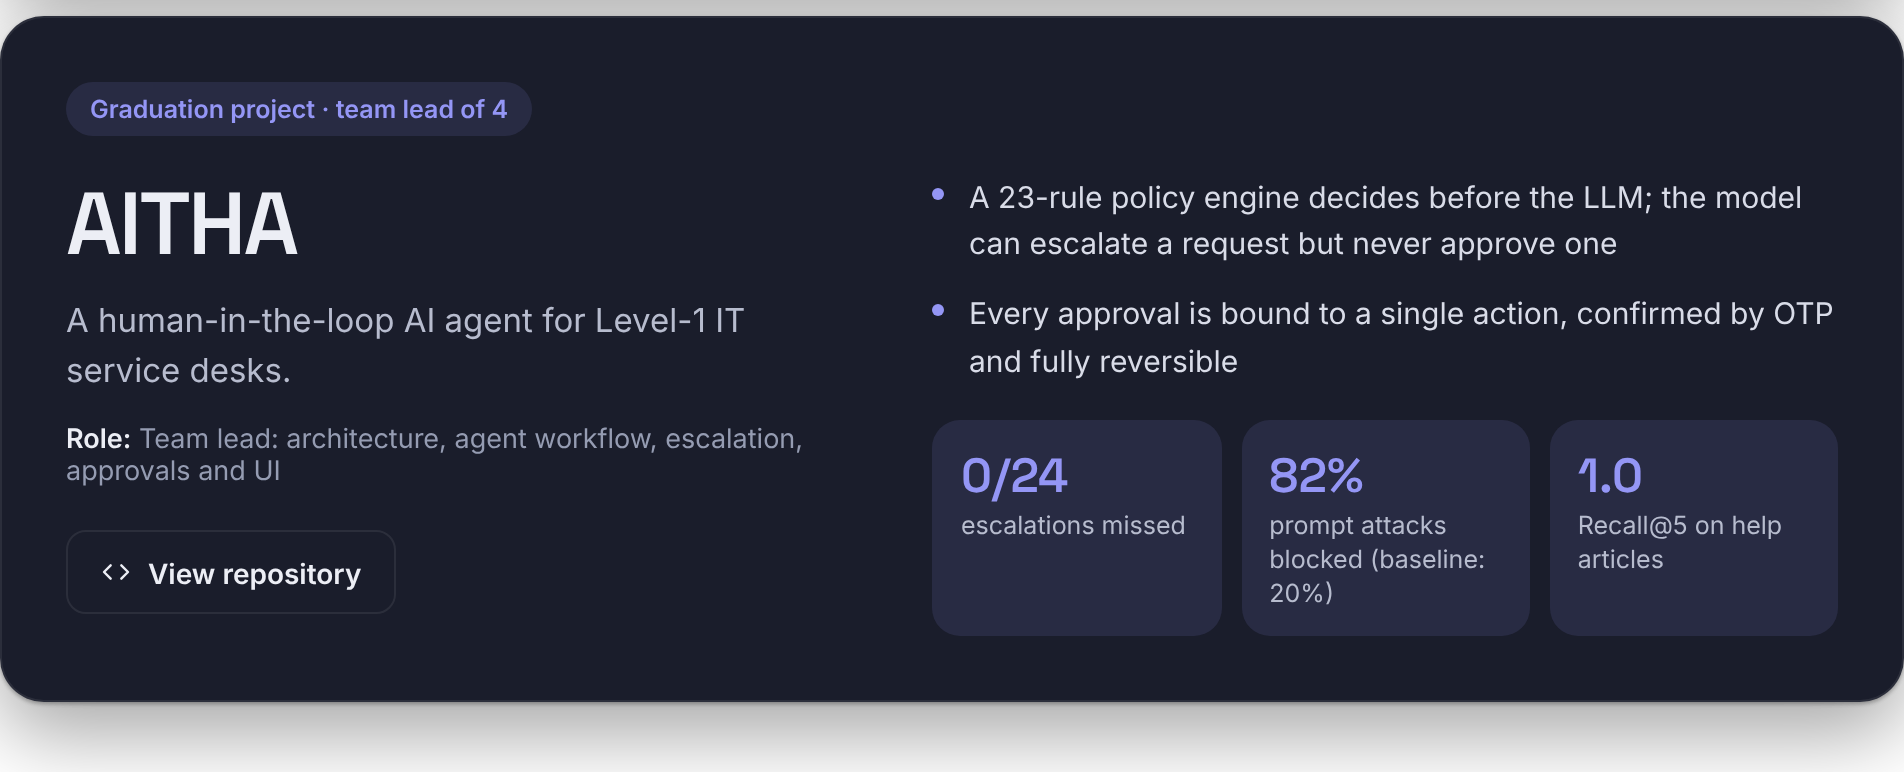 Graduation project · team lead of 4
AITHA
A human-in-the-loop AI agent for Level-1 IT
service desks.
Role: Team lead: architecture, agent workflow, escalation,
approvals and UI
View repository
A 23-rule policy engine decides before the LLM; the model
can escalate a request but never approve one
Every approval is bound to a single action, confirmed by OTP
and fully reversible
0/24
escalations missed
82%
prompt attacks
blocked (baseline:
20%)
1.0
Recall@5 on help
articles